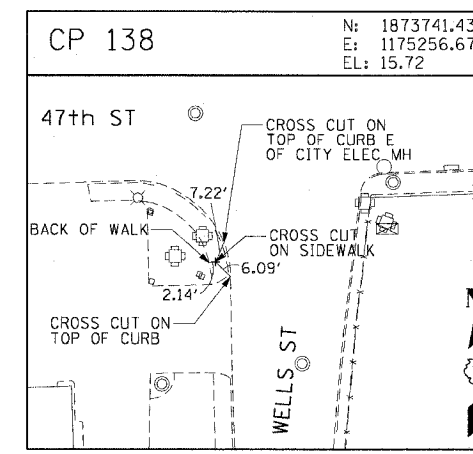 CP 138
N: 1873741.43
E: 1175256.67
EL: 15.72
47th ST
CROSS CUT ON
TOP OF CURB E
OF CITY ELEC MH
7.22'
BACK OF WALK
CROSS CUT
ON SIDEWALK
6.09'
2.14'
CROSS CUT ON
TOP OF CURB
WELLS ST